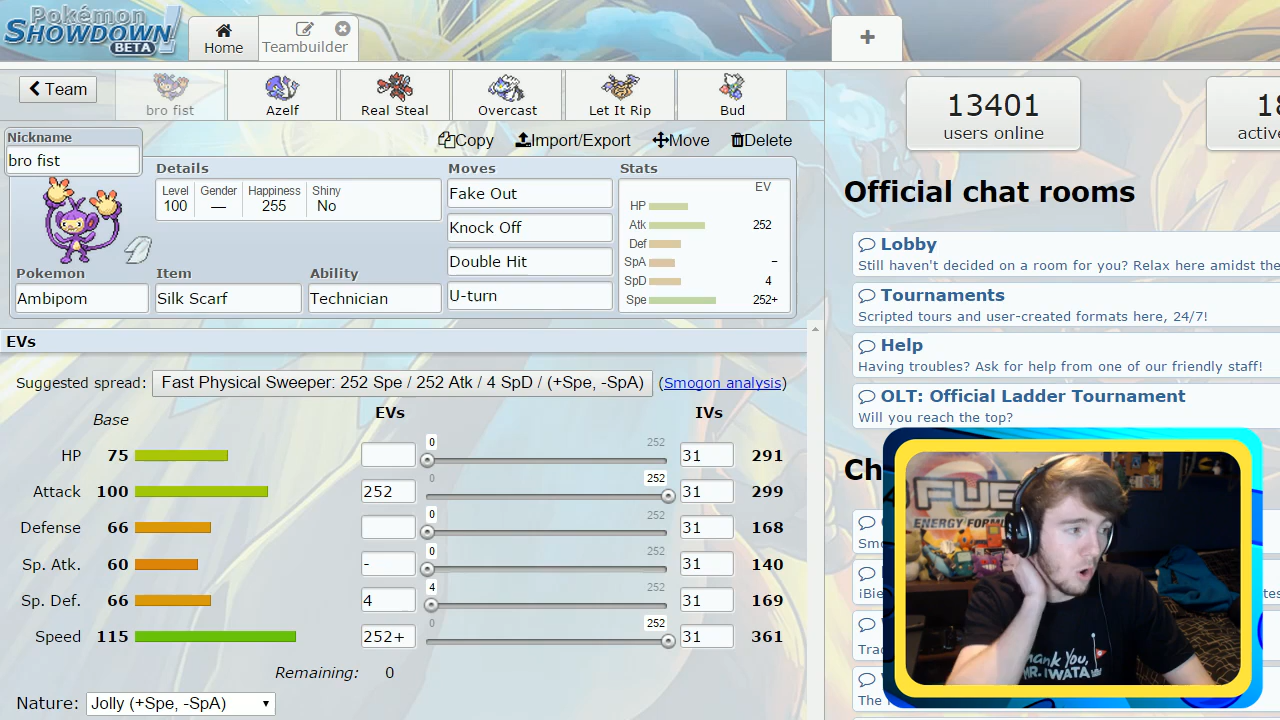 Pokémon
SHOWDOWN!
BETA
Home
Teambuilder
+
Team
bro fist
Azelf
Real Steal
Overcast
Let It Rip
Bud
Nickname
bro fist
Copy
Import/Export
Move
Delete
Details
Level
100
Gender
—
Happiness
255
Shiny
No
Pokemon
Ambipom
Item
Silk Scarf
Ability
Technician
Moves
Fake Out
Knock Off
Double Hit
U-turn
Stats
EV
HP
Atk 252
Def
SpA –
SpD 4
Spe 252+
EVs
Suggested spread: Fast Physical Sweeper: 252 Spe / 252 Atk / 4 SpD / (+Spe, -SpA) (Smogon analysis)
Base EVs IVs
HP 75 0 252 31 291
Attack 100 252 0 252 31 299
Defense 66 0 252 31 168
Sp. Atk. 60 - 0 252 31 140
Sp. Def. 66 4 4 252 31 169
Speed 115 252+ 0 252 31 361
Remaining: 0
Nature: Jolly (+Spe, -SpA)
13401
users online
18
active
Official chat rooms
Lobby
Still haven't decided on a room for you? Relax here amidst the
Tournaments
Scripted tours and user-created formats here, 24/7!
Help
Having troubles? Ask for help from one of our friendly staff!
OLT: Official Ladder Tournament
Will you reach the top?
Ch
Smo
¡Bie
Trac
The
FUE
ENERGY FORMU
Thank You,
MR. IWATA